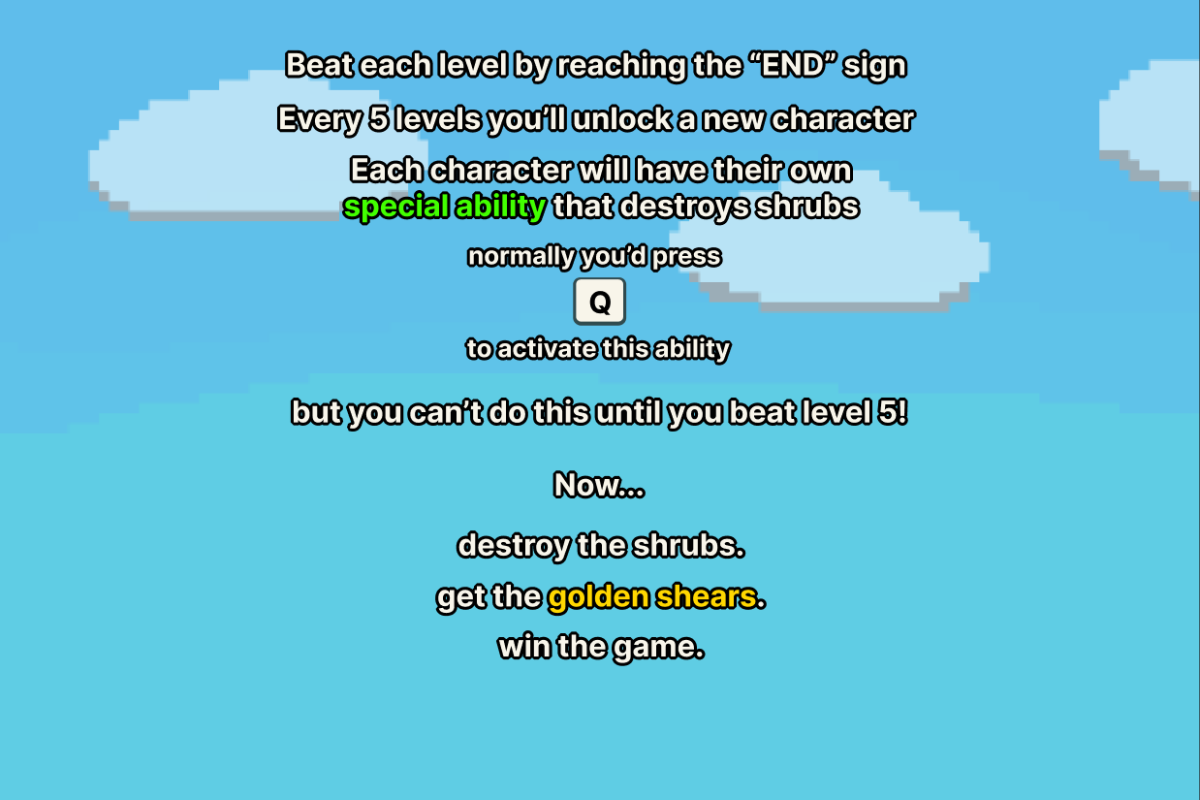 Beat each level by reaching the “END” sign
Every 5 levels you’ll unlock a new character
Each character will have their own
special ability that destroys shrubs
normally you’d press
Q
to activate this ability
but you can’t do this until you beat level 5!
Now...
destroy the shrubs.
get the golden shears.
win the game.